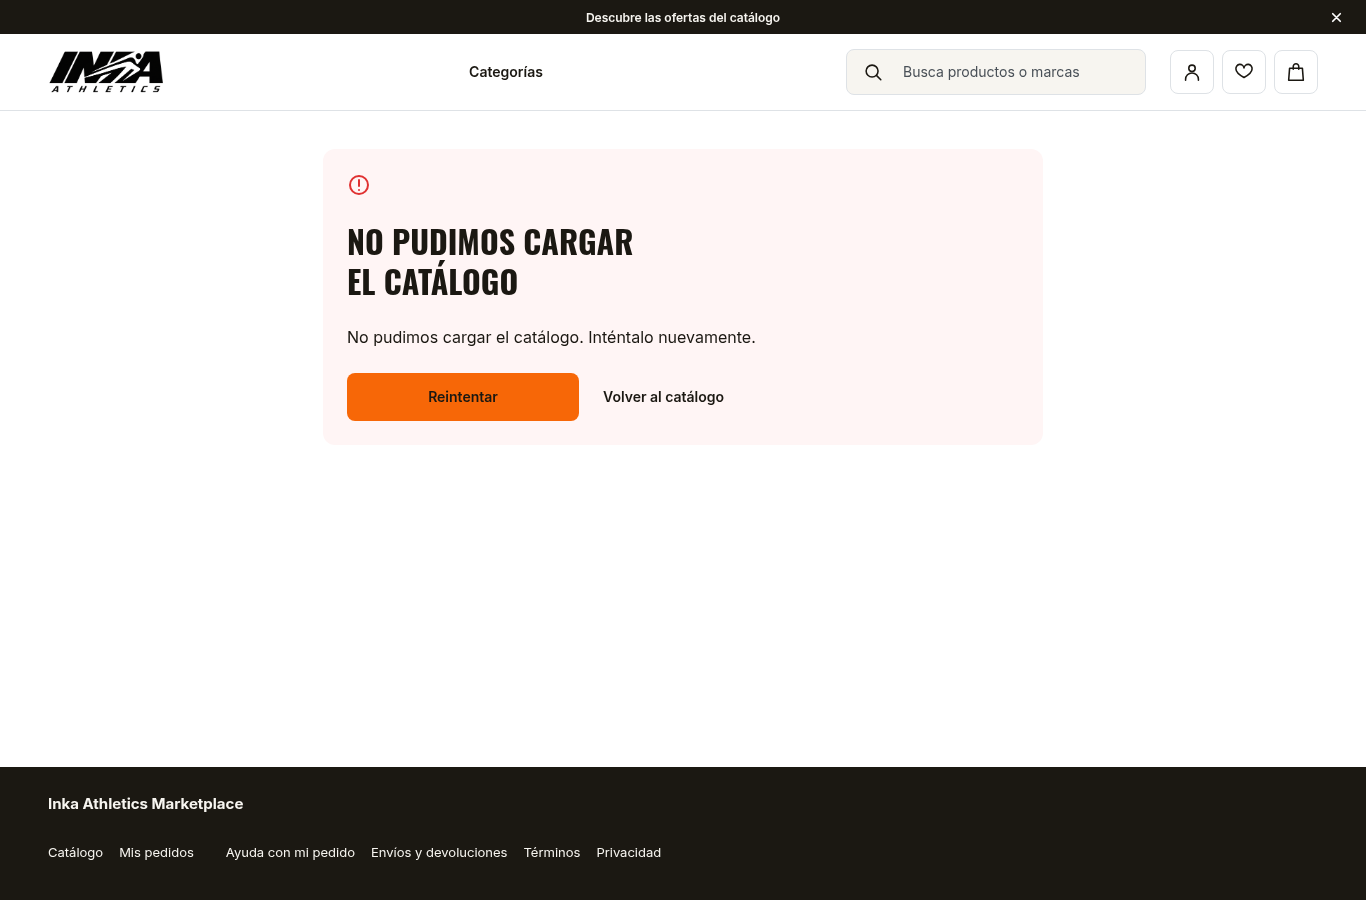 Descubre las ofertas del catálogo
INKA
ATHLETICS
Categorías
Busca productos o marcas
NO PUDIMOS CARGAR
EL CATÁLOGO
No pudimos cargar el catálogo. Inténtalo nuevamente.
Reintentar
Volver al catálogo
Inka Athletics Marketplace
Catálogo Mis pedidos Ayuda con mi pedido Envíos y devoluciones Términos Privacidad